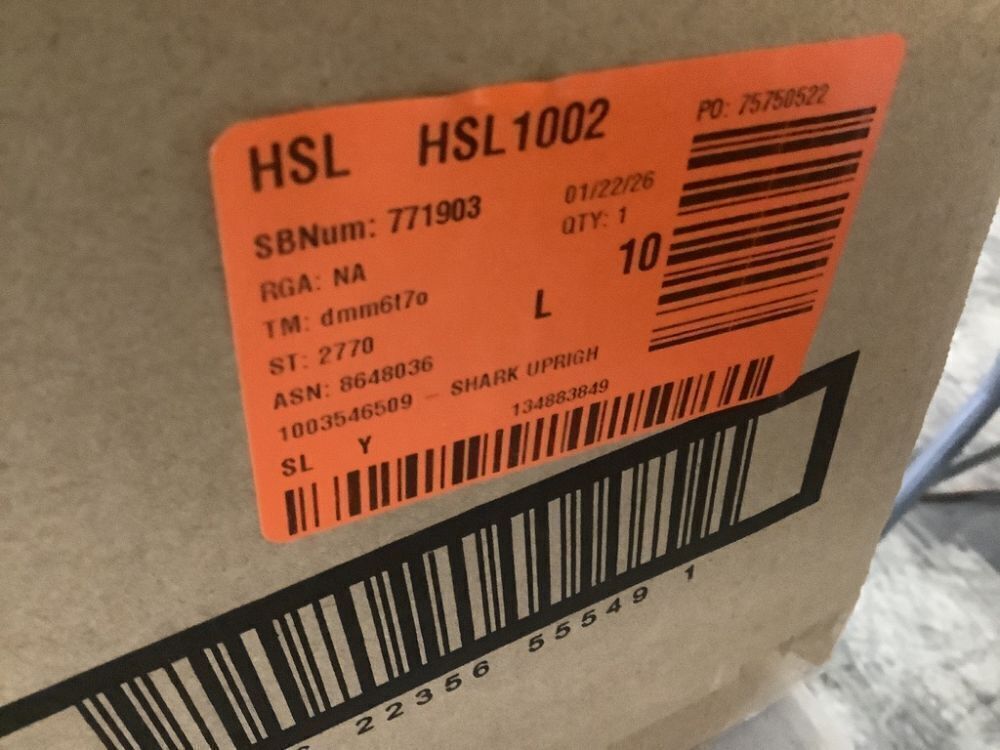 HSL HSL1002
PO: 75750522
SBNum: 771903
01/22/26
QTY: 1
RGA: NA
10
TM: dmm6t7o
L
ST: 2770
ASN: 8648036
1003546509 - SHARK UPRIGH
134883849
SL Y
22356 55549 1